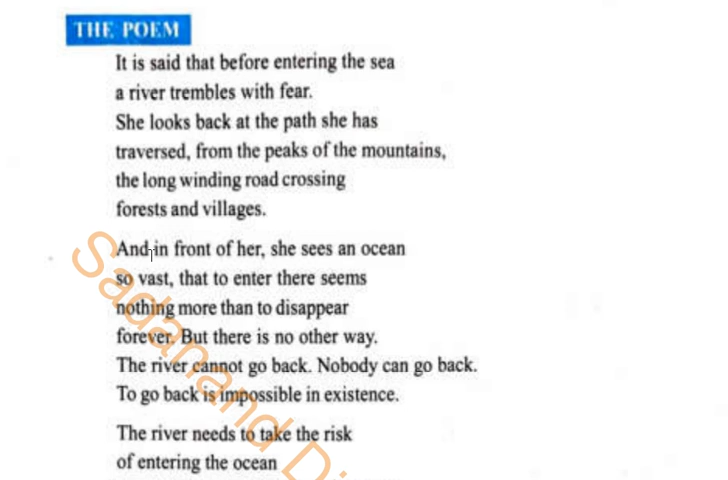 THE POEM
It is said that before entering the sea
a river trembles with fear.
She looks back at the path she has
traversed, from the peaks of the mountains,
the long winding road crossing
forests and villages.
And in front of her, she sees an ocean
so vast, that to enter there seems
nothing more than to disappear
forever. But there is no other way.
The river cannot go back. Nobody can go back.
To go back is impossible in existence.
The river needs to take the risk
of entering the ocean
Sadanand Di